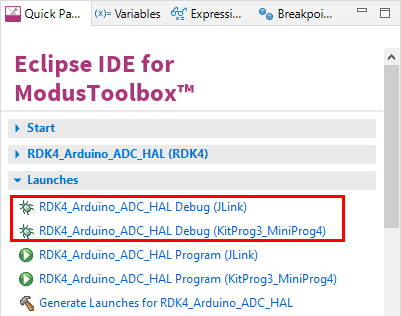 Quick Pa... (x)= Variables Expressi... Breakpoi...
Eclipse IDE for
ModusToolbox™
Start
RDK4_Arduino_ADC_HAL (RDK4)
Launches
RDK4_Arduino_ADC_HAL Debug (JLink)
RDK4_Arduino_ADC_HAL Debug (KitProg3_MiniProg4)
RDK4_Arduino_ADC_HAL Program (JLink)
RDK4_Arduino_ADC_HAL Program (KitProg3_MiniProg4)
Generate Launches for RDK4_Arduino_ADC_HAL